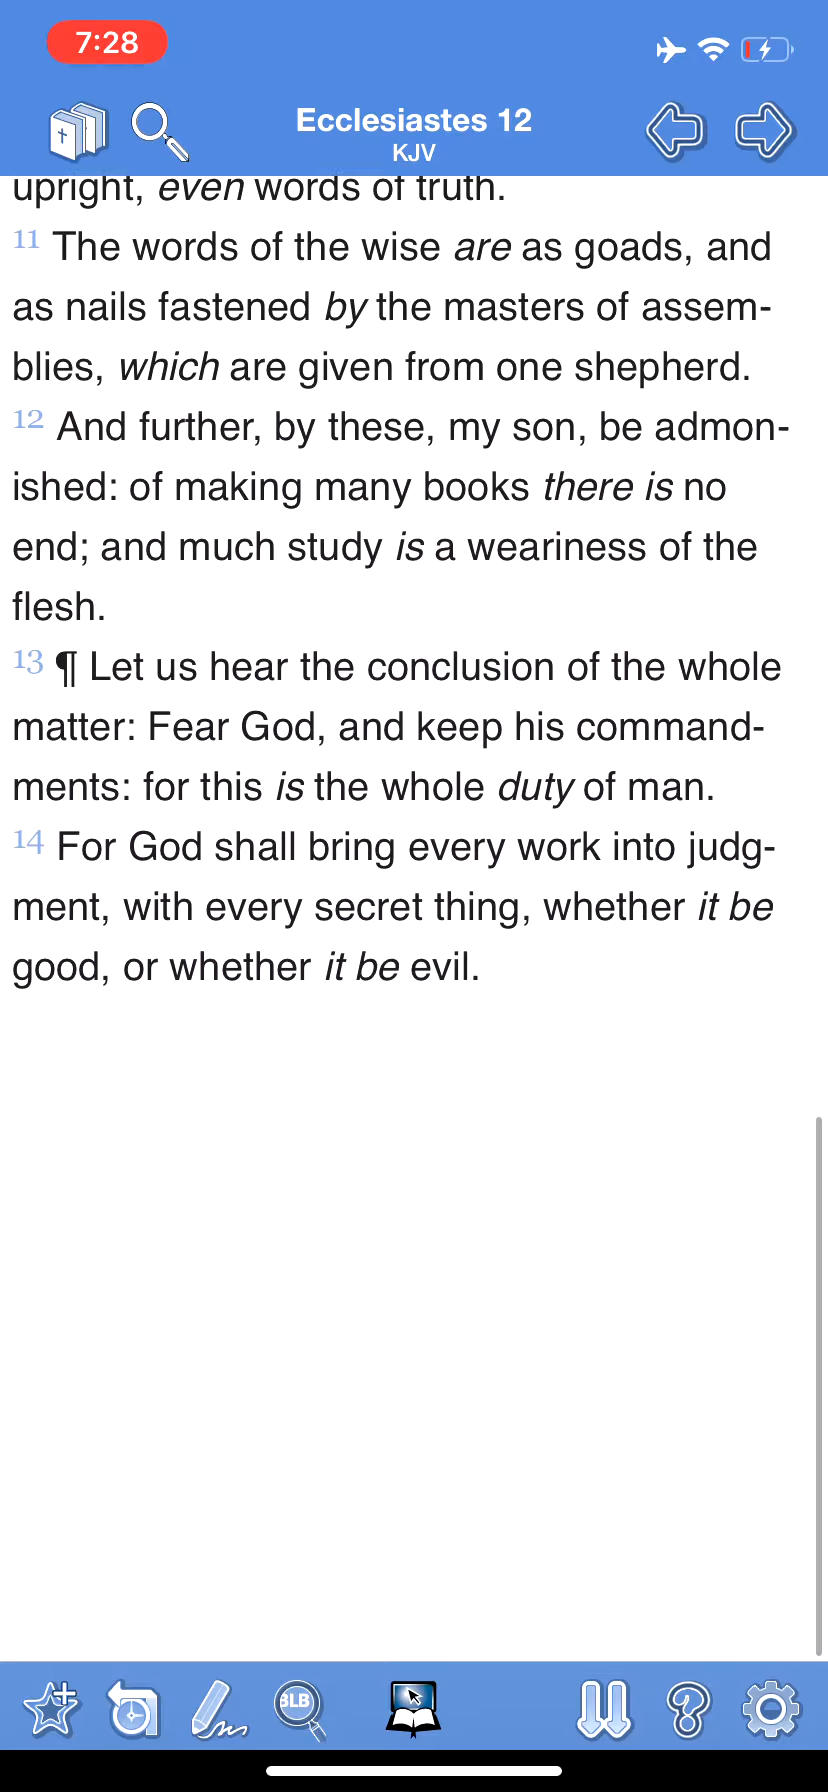 7:28
Ecclesiastes 12
KJV
upright, even words of truth.
11 The words of the wise are as goads, and
as nails fastened by the masters of assem-
blies, which are given from one shepherd.
12 And further, by these, my son, be admon-
ished: of making many books there is no
end; and much study is a weariness of the
flesh.
13 ¶ Let us hear the conclusion of the whole
matter: Fear God, and keep his command-
ments: for this is the whole duty of man.
14 For God shall bring every work into judg-
ment, with every secret thing, whether it be
good, or whether it be evil.
BLB